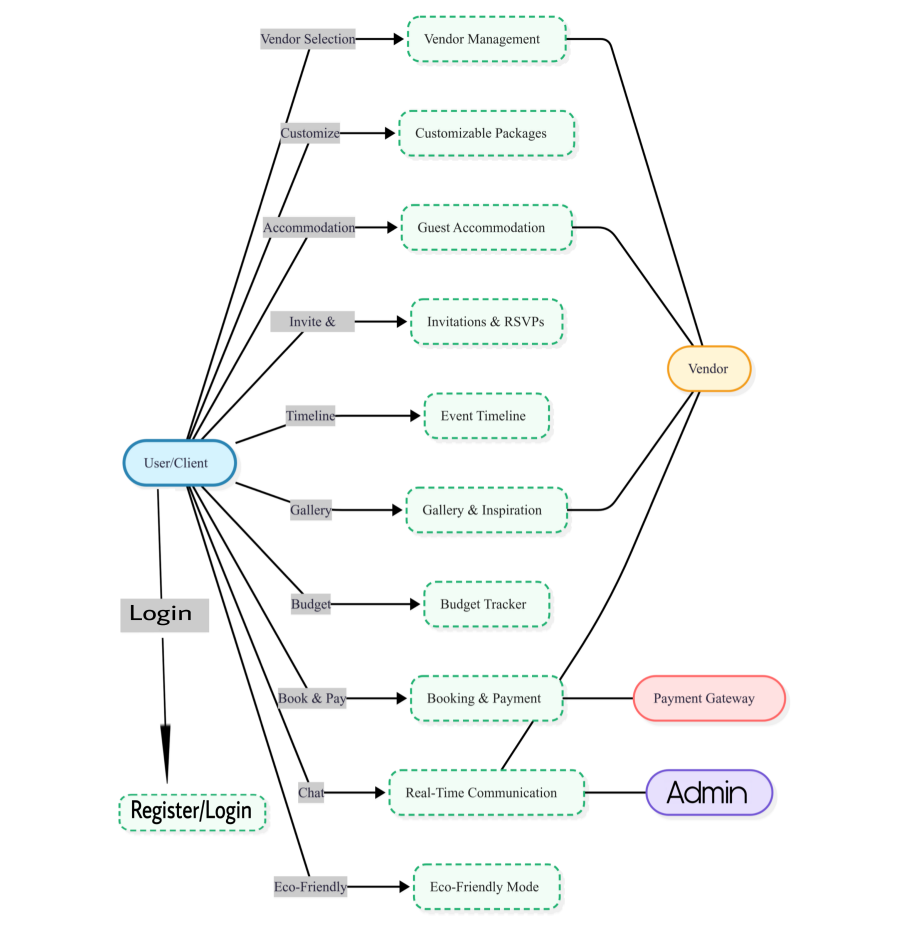 Vendor Selection
Vendor Management
Customize
Customizable Packages
Accommodation
Guest Accommodation
Invite &
Invitations & RSVPs
Vendor
Timeline
Event Timeline
User/Client
Gallery
Gallery & Inspiration
Budget
Budget Tracker
Login
Book & Pay
Booking & Payment
Payment Gateway
Chat
Real-Time Communication
Admin
Register/Login
Eco-Friendly
Eco-Friendly Mode